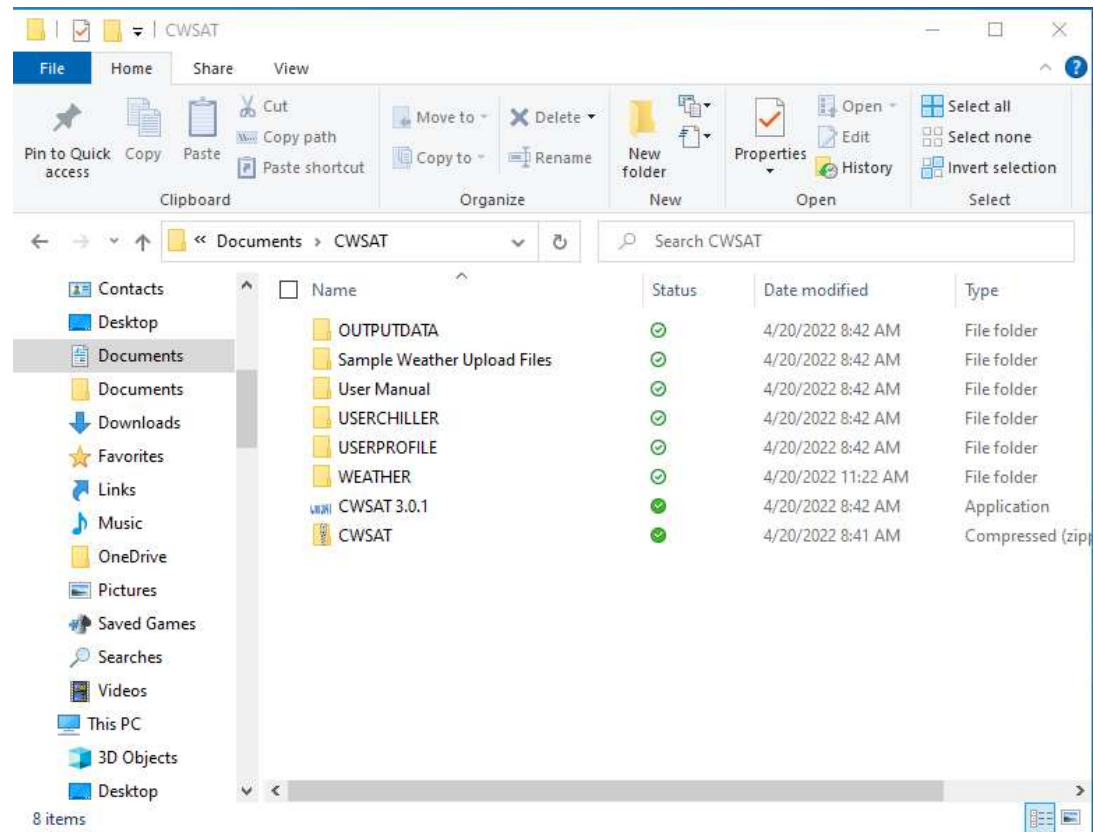 CWSAT
File Home Share View
Pin to Quick access Copy Paste
Cut
Copy path
Paste shortcut
Clipboard
Move to
Copy to
Delete
Rename
Organize
New folder
New
Properties
Open
Edit
History
Open
Select all
Select none
Invert selection
Select
« Documents › CWSAT
Search CWSAT
Contacts
Desktop
Documents
Documents
Downloads
Favorites
Links
Music
OneDrive
Pictures
Saved Games
Searches
Videos
This PC
3D Objects
Desktop
Name Status Date modified Type
OUTPUTDATA 4/20/2022 8:42 AM File folder
Sample Weather Upload Files 4/20/2022 8:42 AM File folder
User Manual 4/20/2022 8:42 AM File folder
USERCHILLER 4/20/2022 8:42 AM File folder
USERPROFILE 4/20/2022 8:42 AM File folder
WEATHER 4/20/2022 11:22 AM File folder
CWSAT 3.0.1 4/20/2022 8:42 AM Application
CWSAT 4/20/2022 8:41 AM Compressed (zipp
8 items